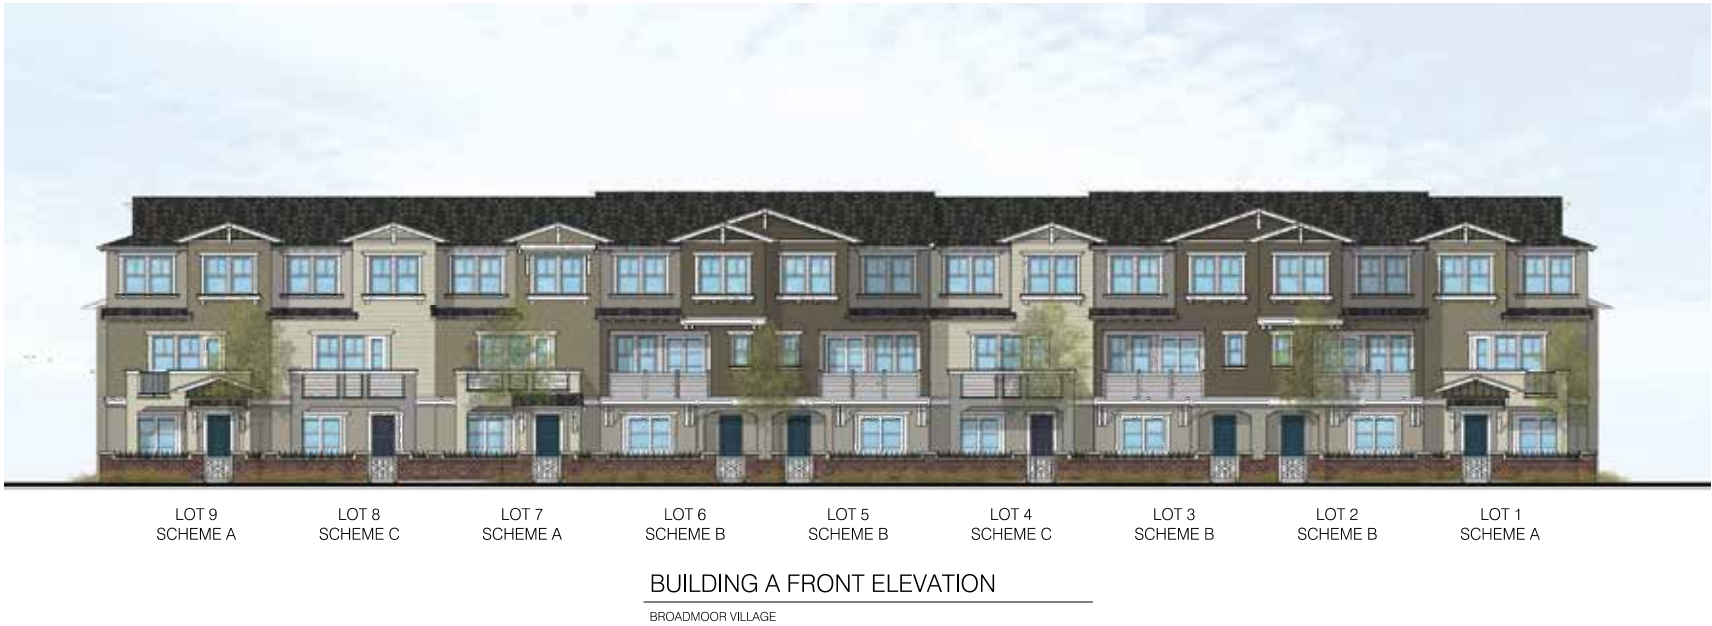 LOT 9
SCHEME A
LOT 8
SCHEME C
LOT 7
SCHEME A
LOT 6
SCHEME B
LOT 5
SCHEME B
LOT 4
SCHEME C
LOT 3
SCHEME B
LOT 2
SCHEME B
LOT 1
SCHEME A
BUILDING A FRONT ELEVATION
BROADMOOR VILLAGE